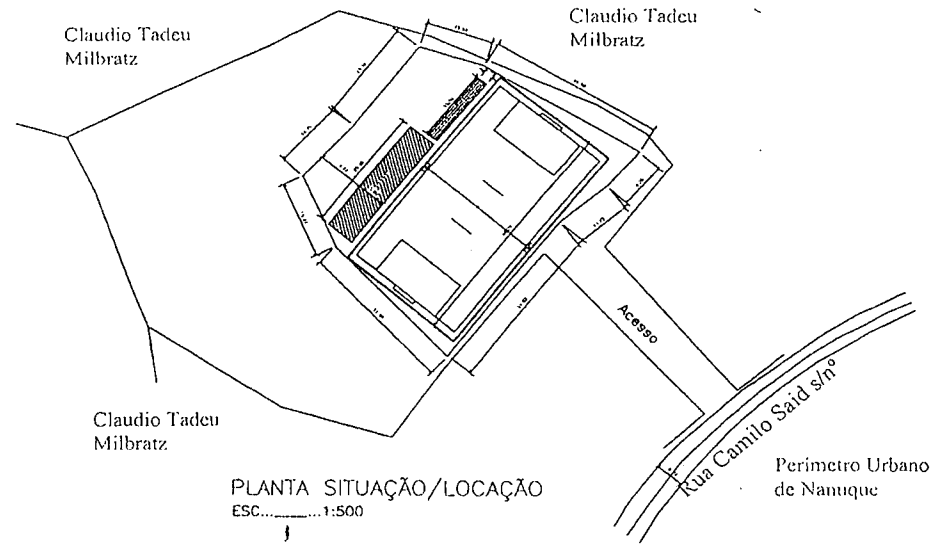 Claudio Tadeu
Milbratz
Claudio Tadeu
Milbratz
Acesso
Claudio Tadeu
Milbratz
Rua Camilo Said s/nº
Perimetro Urbano
de Nanuque
PLANTA SITUAÇÃO/LOCAÇÃO
ESC..........1:500